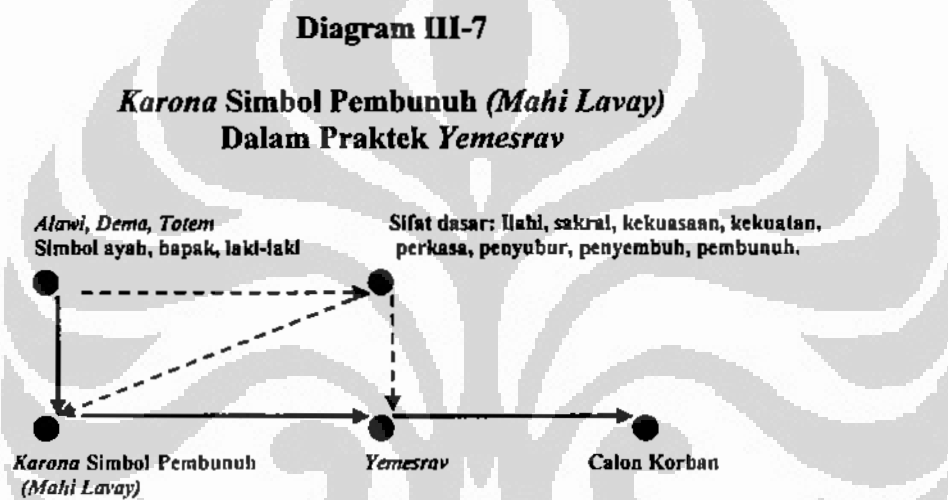 Diagram III-7
Karona Simbol Pembunuh (Mahi Lavay)
Dalam Praktek Yemesrav
Alawi, Dema, Totem
Simbol ayah, bapak, laki-laki
Sifat dasar: Ilahi, sakral, kekuasaan, kekuatan,
perkasa, penyubur, penyembuh, pembunuh.
Karona Simbol Pembunuh
(Mahi Lavay)
Yemesrav
Calon Korban